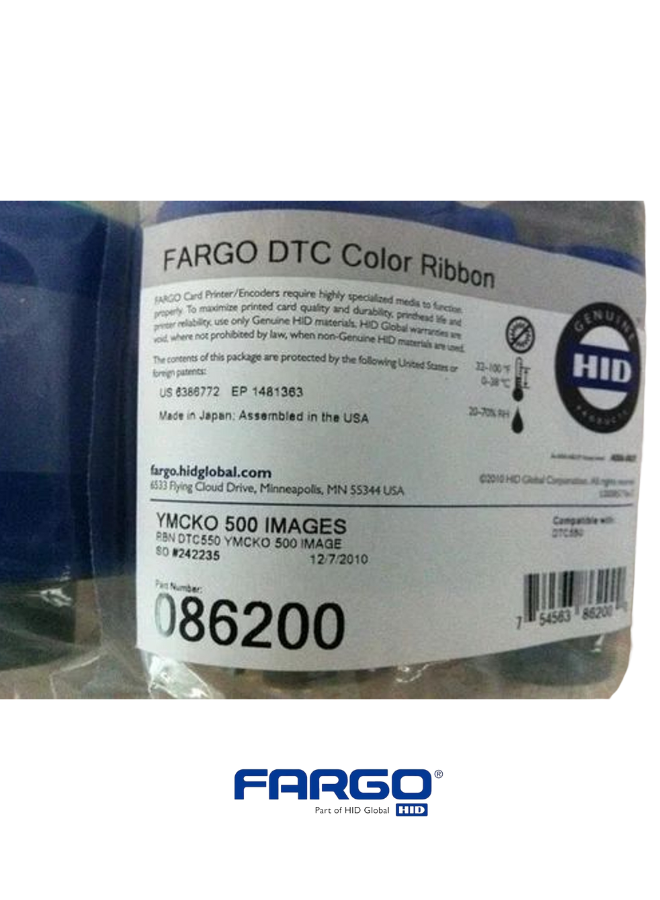 FARGO DTC Color Ribbon
FARGO Card Printer/Encoders require highly specialized media to function
properly. To maximize printed card quality and durability, printhead life and
printer reliability, use only Genuine HID materials. HID Global warranties are
void, where not prohibited by law, when non-Genuine HID materials are used.
The contents of this package are protected by the following United States or
foreign patents:
US 6386772 EP 1481363
Made in Japan; Assembled in the USA
32-100 °F
0-38 °C
20-70% RH
GENUINE
HID
PRODUCTS
fargo.hidglobal.com
6533 Flying Cloud Drive, Minneapolis, MN 55344 USA
©2010 HID Global Corporation. All rights reserved.
YMCKO 500 IMAGES
RBN DTC550 YMCKO 500 IMAGE
SO #242235 12/7/2010
Compatible with:
DTC550
Part Number:
086200
7 54563 86200
FARGO®
Part of HID Global HID